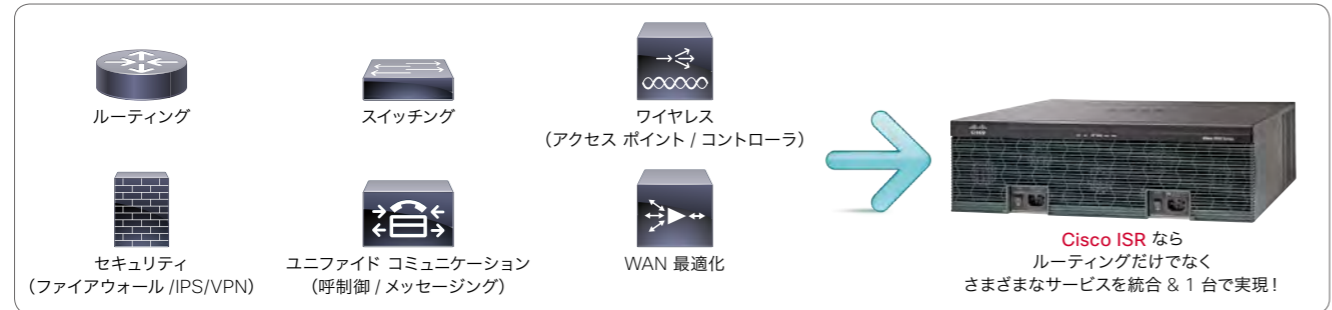 ルーティング
スイッチング
ワイヤレス
（アクセス ポイント / コントローラ）
セキュリティ
（ファイアウォール /IPS/VPN）
ユニファイド コミュニケーション
（呼制御 / メッセージング）
WAN 最適化
CISCO
Cisco ISR なら
ルーティングだけでなく
さまざまなサービスを統合 & 1 台で実現！